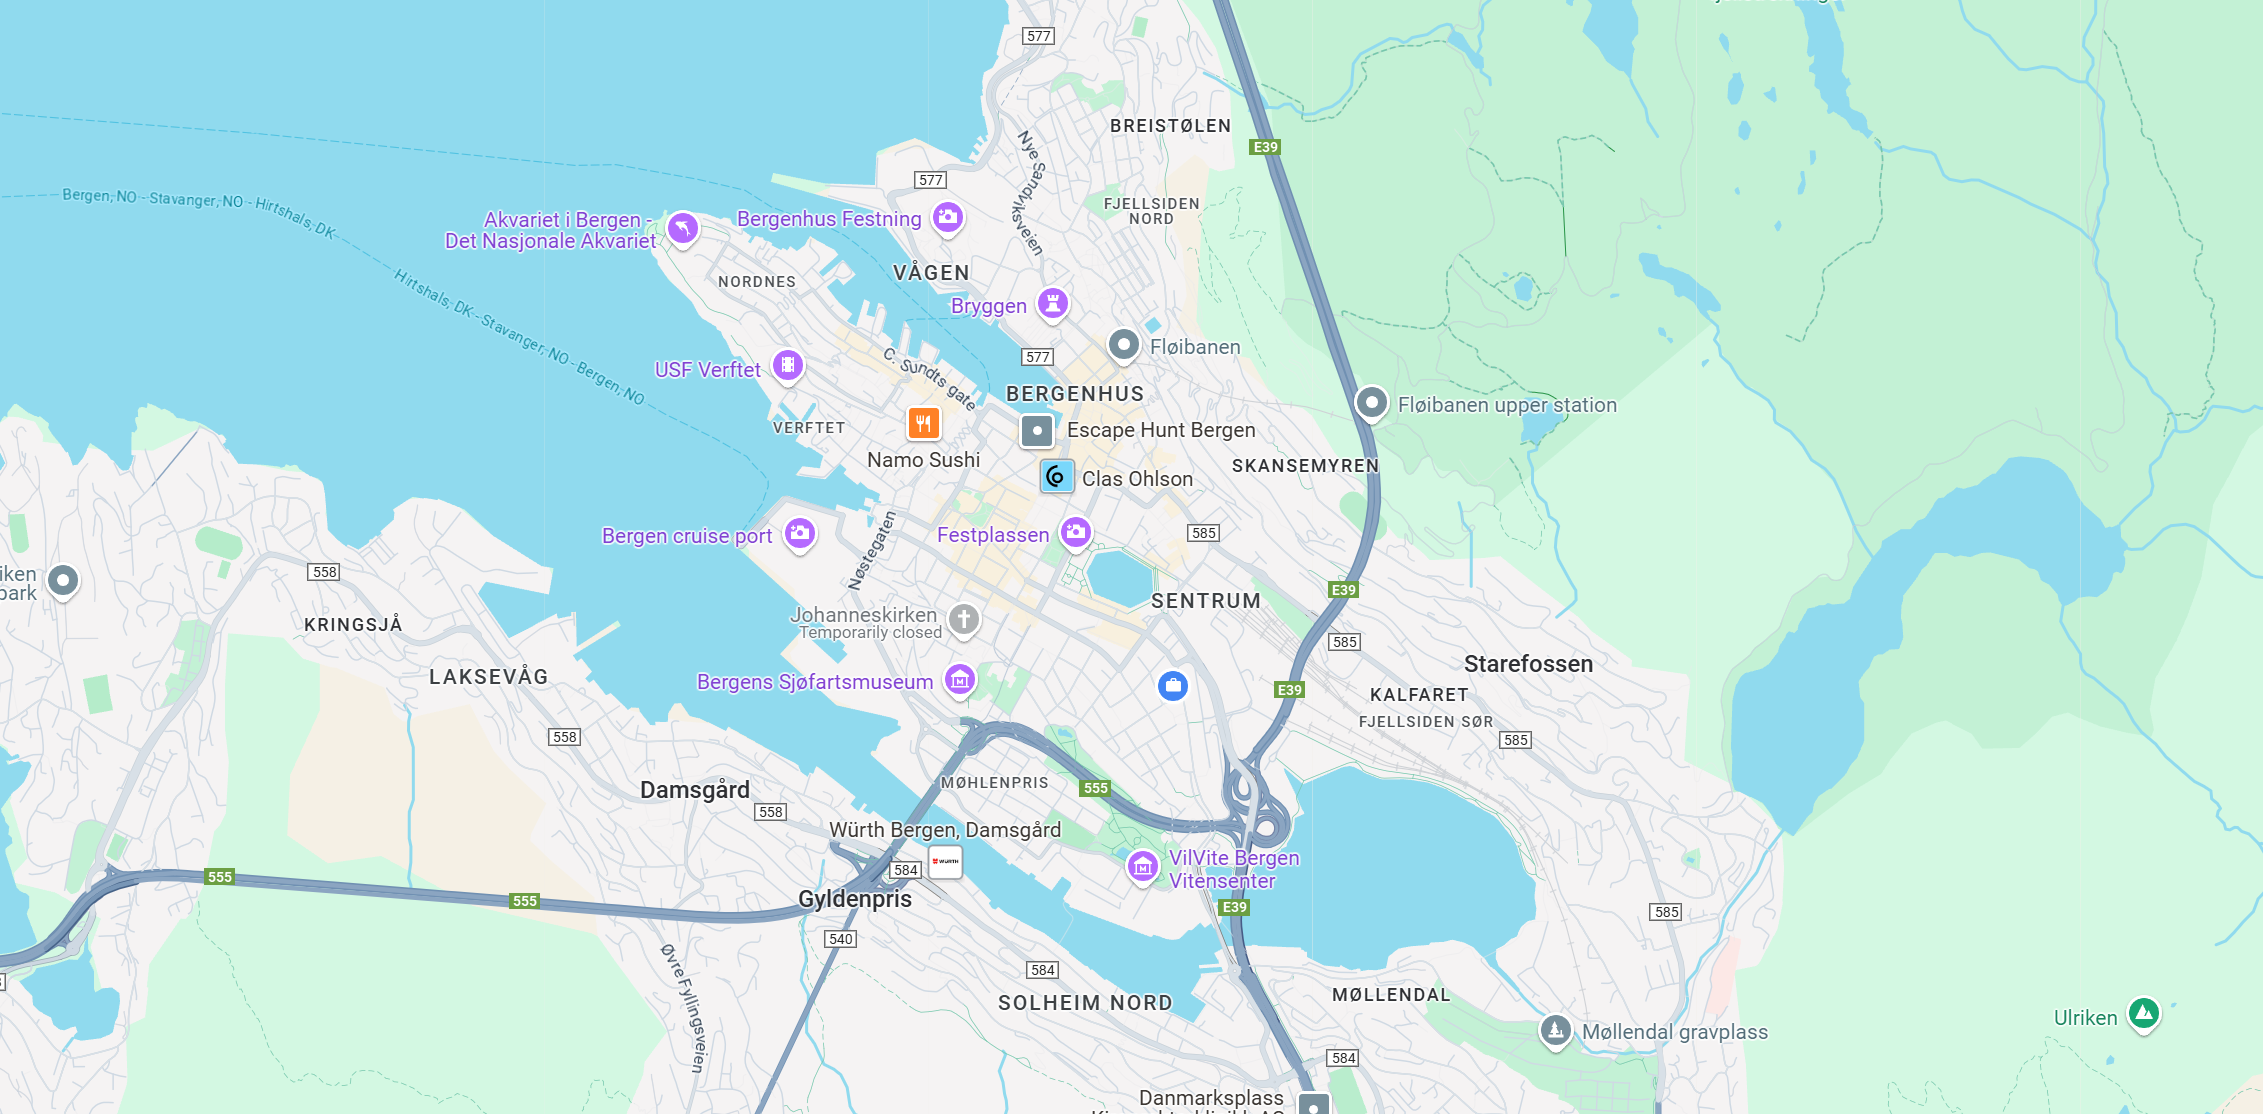 577
BREISTØLEN
E39
Nye Sandviksveien
577
Bergen, NO - Stavanger, NO - Hirtshals, DK
Akvariet i Bergen -
Det Nasjonale Akvariet
Bergenhus Festning
FJELLSIDEN
NORD
VÅGEN
NORDNES
Hirtshals, DK - Stavanger, NO - Bergen, NO
Bryggen
577
Fløibanen
USF Verftet
C. Sundts gate
BERGENHUS
Fløibanen upper station
VERFTET
Escape Hunt Bergen
Namo Sushi
SKANSEMYREN
Clas Ohlson
Bergen cruise port
Nøstegaten
Festplassen
585
558
E39
SENTRUM
KRINGSJÅ
Johanneskirken
Temporarily closed
585
LAKSEVÅG
Bergens Sjøfartsmuseum
E39
Starefossen
KALFARET
FJELLSIDEN SØR
558
585
Damsgård
MØHLENPRIS
555
558
Würth Bergen, Damsgård
WÜRTH
584
VilVite Bergen
Vitensenter
555
555
Gyldenpris
E39
585
540
Øvre Fyllingsveien
584
SOLHEIM NORD
MØLLENDAL
Møllendal gravplass
Ulriken
584
Danmarksplass